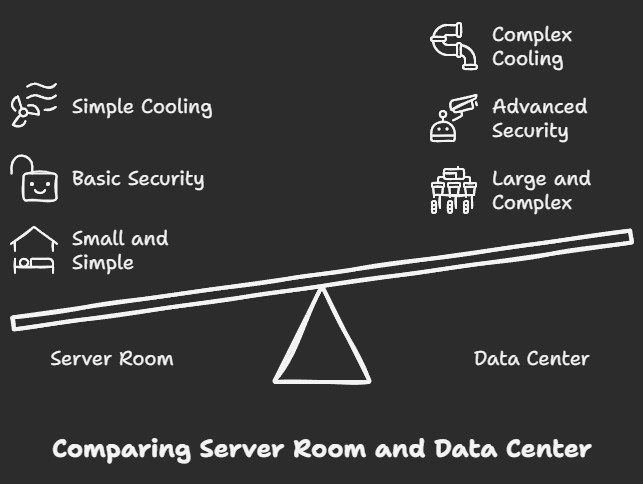 Simple Cooling
Basic Security
Small and
Simple
Complex
Cooling
Advanced
Security
Large and
Complex
Server Room
Data Center
Comparing Server Room and Data Center